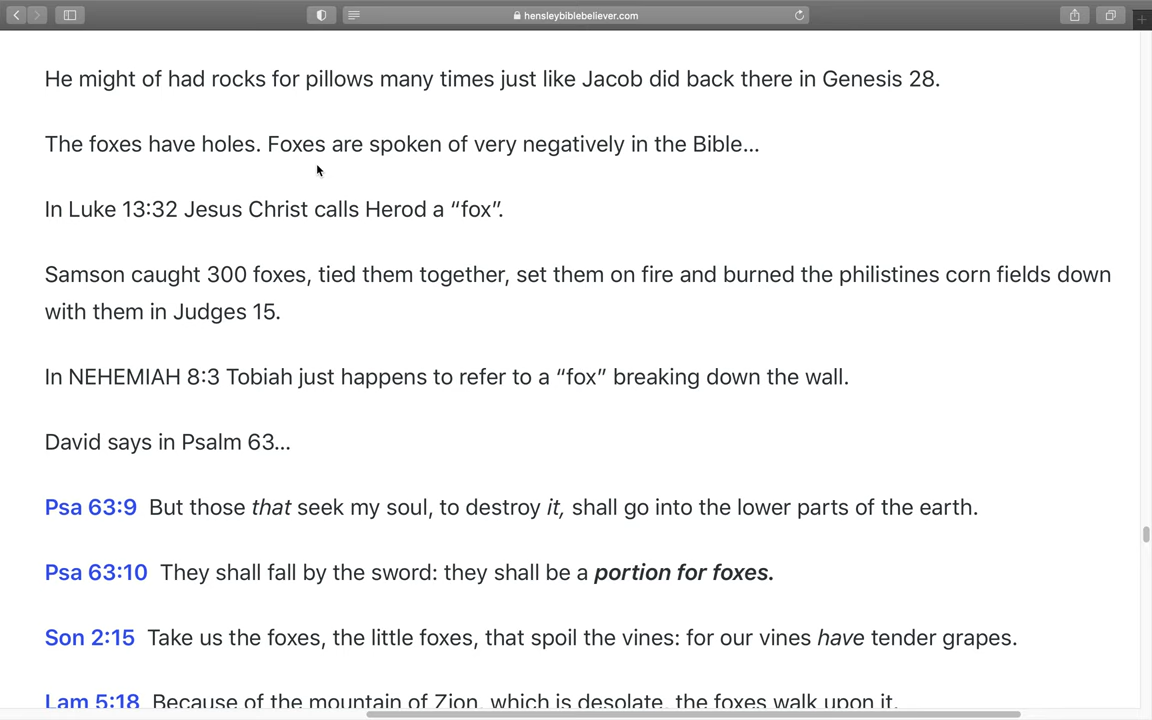 hensleybiblebeliever.com
He might of had rocks for pillows many times just like Jacob did back there in Genesis 28.
The foxes have holes. Foxes are spoken of very negatively in the Bible...
In Luke 13:32 Jesus Christ calls Herod a “fox”.
Samson caught 300 foxes, tied them together, set them on fire and burned the philistines corn fields down
with them in Judges 15.
In NEHEMIAH 8:3 Tobiah just happens to refer to a “fox” breaking down the wall.
David says in Psalm 63...
Psa 63:9 But those that seek my soul, to destroy it, shall go into the lower parts of the earth.
Psa 63:10 They shall fall by the sword: they shall be a portion for foxes.
Son 2:15 Take us the foxes, the little foxes, that spoil the vines: for our vines have tender grapes.
Lam 5:18 Because of the mountain of Zion, which is desolate, the foxes walk upon it.